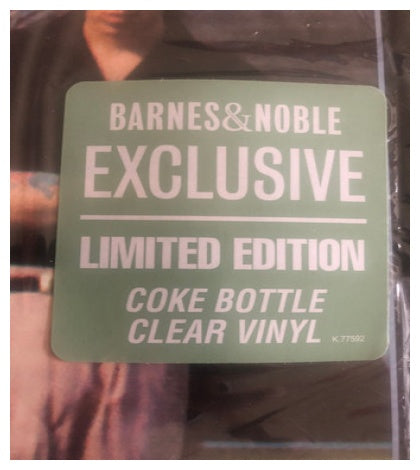 BARNES&NOBLE
EXCLUSIVE
LIMITED EDITION
COKE BOTTLE
CLEAR VINYL K.77592